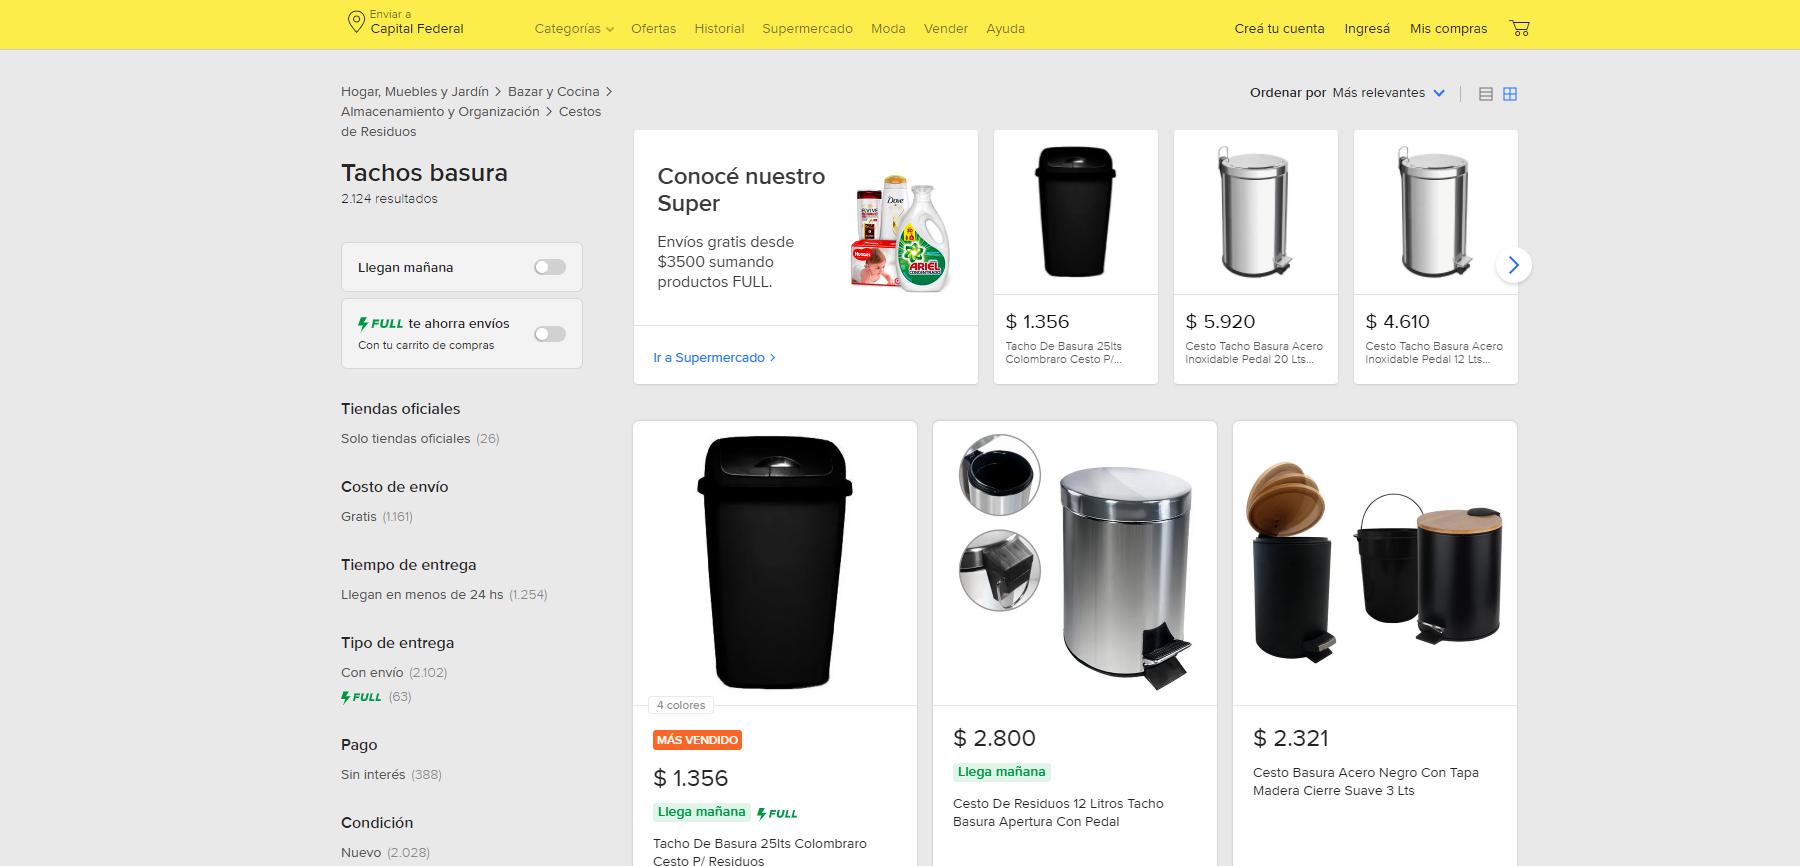 Enviar a
Capital Federal
Categorías
Ofertas
Historial
Supermercado
Moda
Vender
Ayuda
Creá tu cuenta
Ingresá
Mis compras
Hogar, Muebles y Jardín > Bazar y Cocina >
Almacenamiento y Organización > Cestos
de Residuos
Tachos basura
2.124 resultados
Llegan mañana
FULL te ahorra envíos
Con tu carrito de compras
Tiendas oficiales
Solo tiendas oficiales (26)
Costo de envío
Gratis (1.161)
Tiempo de entrega
Llegan en menos de 24 hs (1.254)
Tipo de entrega
Con envío (2.102)
FULL (63)
Pago
Sin interés (388)
Condición
Nuevo (2.028)
Ordenar por Más relevantes
Conocé nuestro
Super
Envíos gratis desde
$3500 sumando
productos FULL.
Dove
HUGGIES
ARIEL
CONCENTRADO
Ir a Supermercado >
$ 1.356
Tacho De Basura 25lts
Colombraro Cesto P/...
$ 5.920
Cesto Tacho Basura Acero
Inoxidable Pedal 20 Lts...
$ 4.610
Cesto Tacho Basura Acero
Inoxidable Pedal 12 Lts...
4 colores
MÁS VENDIDO
$ 1.356
Llega mañana FULL
Tacho De Basura 25lts Colombraro
Cesto P/ Residuos
$ 2.800
Llega mañana
Cesto De Residuos 12 Litros Tacho
Basura Apertura Con Pedal
$ 2.321
Cesto Basura Acero Negro Con Tapa
Madera Cierre Suave 3 Lts